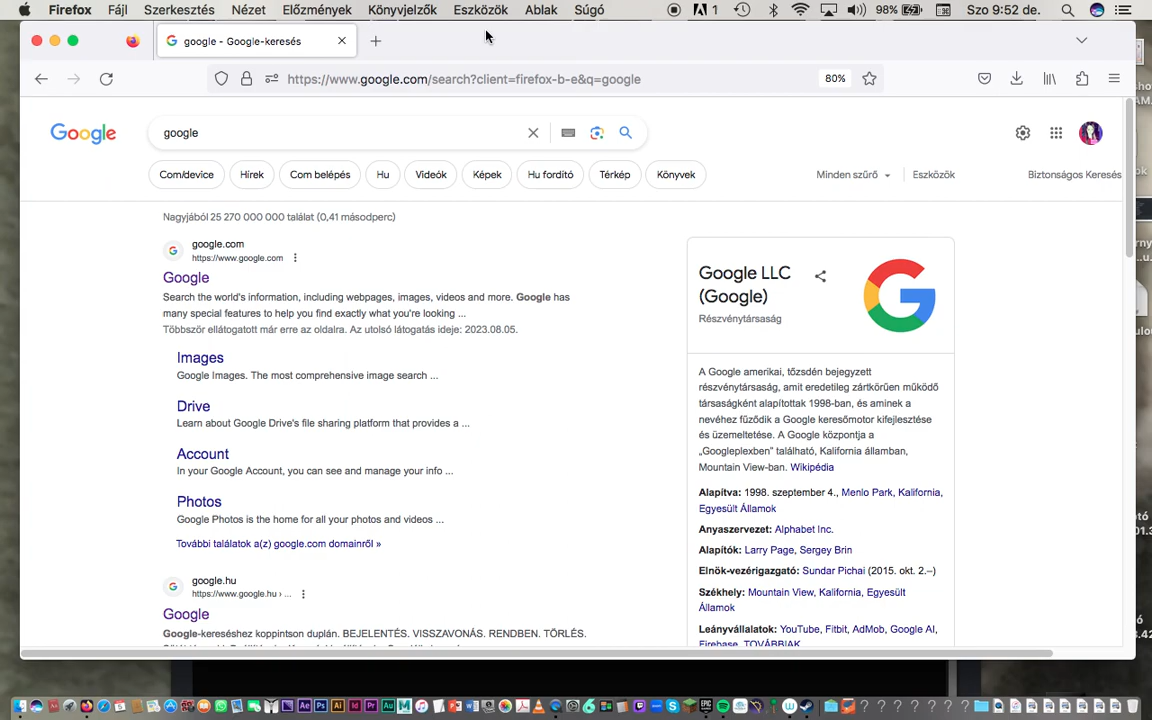 Firefox Fájl Szerkesztés Nézet Előzmények Könyvjelzők Eszközök Ablak Súgó 1 98% Szo 9:52 de.
google - Google-keresés
https://www.google.com/search?client=firefox-b-e&q=google 80%
Google google
Com/device Hírek Com belépés Hu Videók Képek Hu fordító Térkép Könyvek Minden szűrő Eszközök Biztonságos Keresés
Nagyjából 25 270 000 000 találat (0,41 másodperc)
google.com
https://www.google.com
Google
Search the world's information, including webpages, images, videos and more. Google has
many special features to help you find exactly what you're looking ...
Többször ellátogatott már erre az oldalra. Az utolsó látogatás ideje: 2023.08.05.
Images
Google Images. The most comprehensive image search ...
Drive
Learn about Google Drive's file sharing platform that provides a ...
Account
In your Google Account, you can see and manage your info ...
Photos
Google Photos is the home for all your photos and videos ...
További találatok a(z) google.com domainről »
google.hu
https://www.google.hu › ...
Google
Google-kereséshez koppintson duplán. BEJELENTÉS. VISSZAVONÁS. RENDBEN. TÖRLÉS.
Google LLC
(Google)
Részvénytársaság
A Google amerikai, tőzsdén bejegyzett
részvénytársaság, amit eredetileg zártkörűen működő
társaságként alapítottak 1998-ban, és aminek a
nevéhez fűződik a Google keresőmotor kifejlesztése
és üzemeltetése. A Google központja a
„Googleplexben” található, Kalifornia államban,
Mountain View-ban. Wikipédia
Alapítva: 1998. szeptember 4., Menlo Park, Kalifornia,
Egyesült Államok
Anyaszervezet: Alphabet Inc.
Alapítók: Larry Page, Sergey Brin
Elnök-vezérigazgató: Sundar Pichai (2015. okt. 2.–)
Székhely: Mountain View, Kalifornia, Egyesült
Államok
Leányvállalatok: YouTube, Fitbit, AdMob, Google AI,
Firebase, TOVÁBBIAK